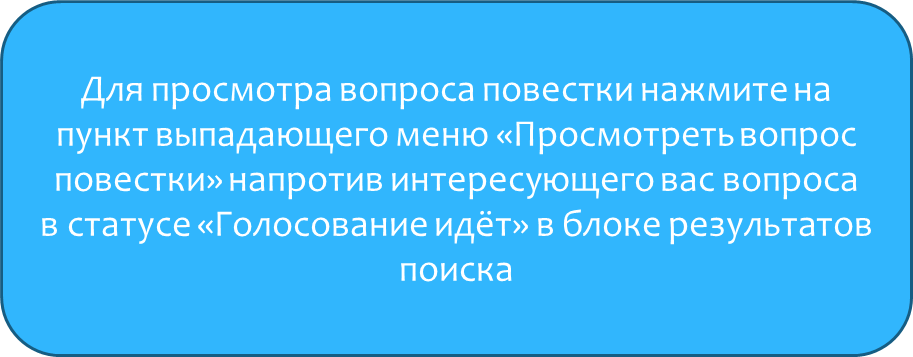 Для просмотра вопроса повестки нажмите на
пункт выпадающего меню «Просмотреть вопрос
повестки» напротив интересующего вас вопроса
в статусе «Голосование идёт» в блоке результатов
поиска